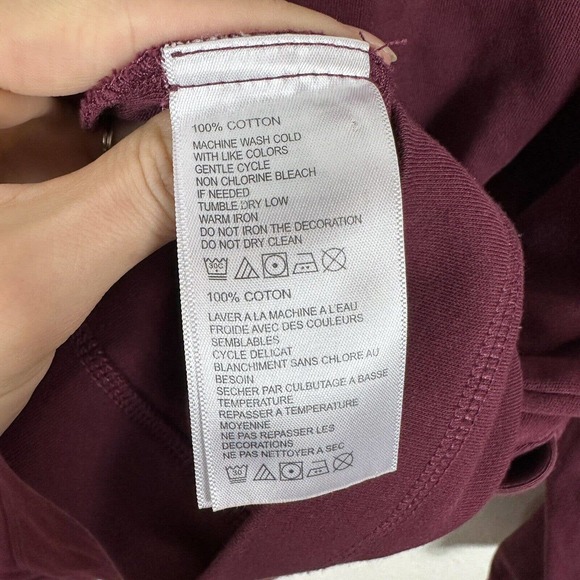 100% COTTON
MACHINE WASH COLD
WITH LIKE COLORS
GENTLE CYCLE
NON CHLORINE BLEACH
IF NEEDED
TUMBLE DRY LOW
WARM IRON
DO NOT IRON THE DECORATION
DO NOT DRY CLEAN
30C
100% COTON
LAVER A LA MACHINE A L'EAU
FROIDE AVEC DES COULEURS
SEMBLABLES
CYCLE DELICAT
BLANCHIMENT SANS CHLORE AU
BESOIN
SECHER PAR CULBUTAGE A BASSE
TEMPERATURE
REPASSER A TEMPERATURE
MOYENNE
NE PAS REPASSER LES
DECORATIONS
NE PAS NETTOYER A SEC
30